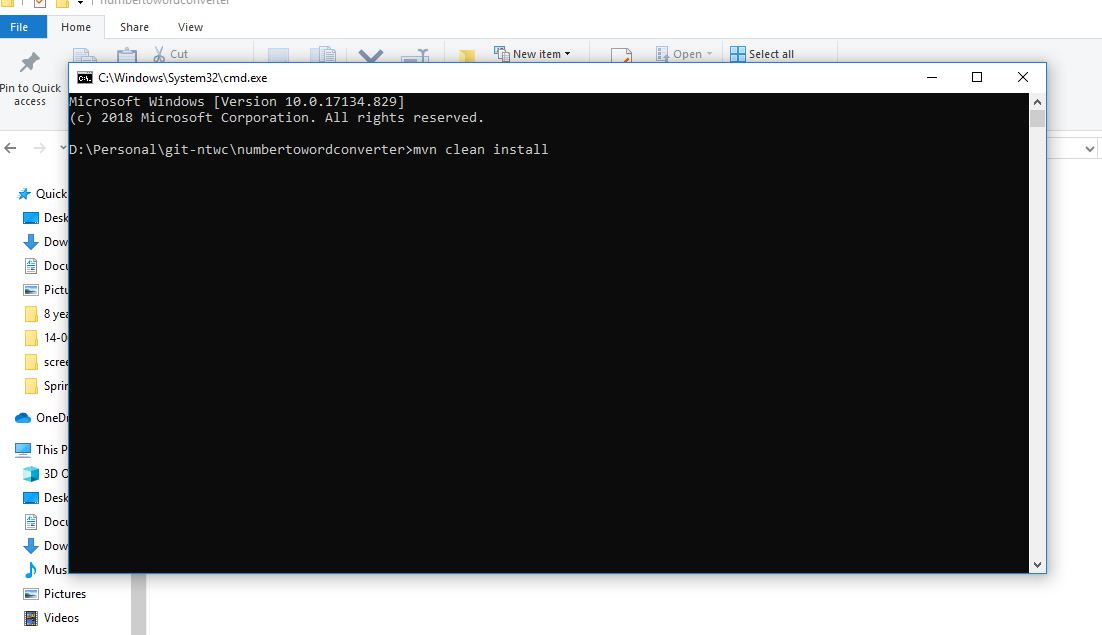 numbertowordconverter
File Home Share View
Cut
New item
Open
Select all
Pin to Quick
access
C:\Windows\System32\cmd.exe
Microsoft Windows [Version 10.0.17134.829]
(c) 2018 Microsoft Corporation. All rights reserved.
D:\Personal\git-ntwc\numbertowordconverter>mvn clean install
Quick
Desk
Dow
Docu
Pictu
8 yea
14-0
scree
Sprin
OneDr
This P
3D O
Desk
Docu
Dow
Mus
Pictures
Videos